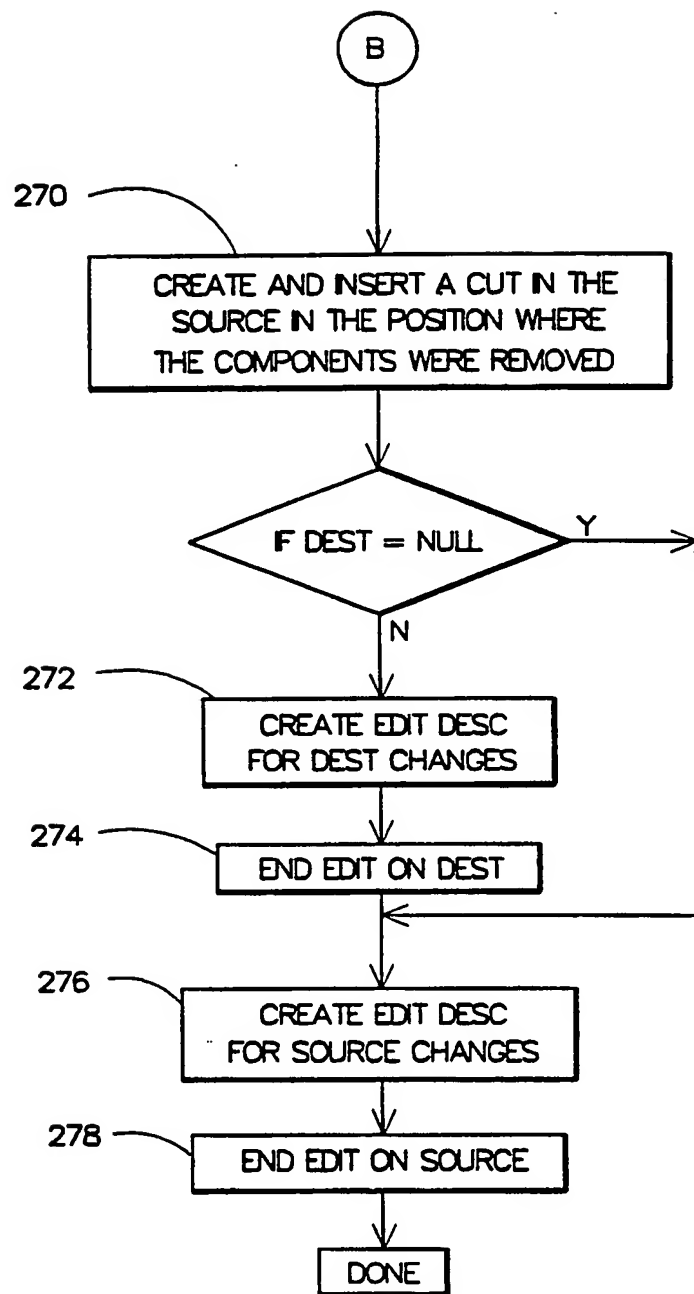 B
270
CREATE AND INSERT A CUT IN THE
SOURCE IN THE POSITION WHERE
THE COMPONENTS WERE REMOVED
IF DEST = NULL
Y
N
272
CREATE EDIT DESC
FOR DEST CHANGES
274
END EDIT ON DEST
276
CREATE EDIT DESC
FOR SOURCE CHANGES
278
END EDIT ON SOURCE
DONE